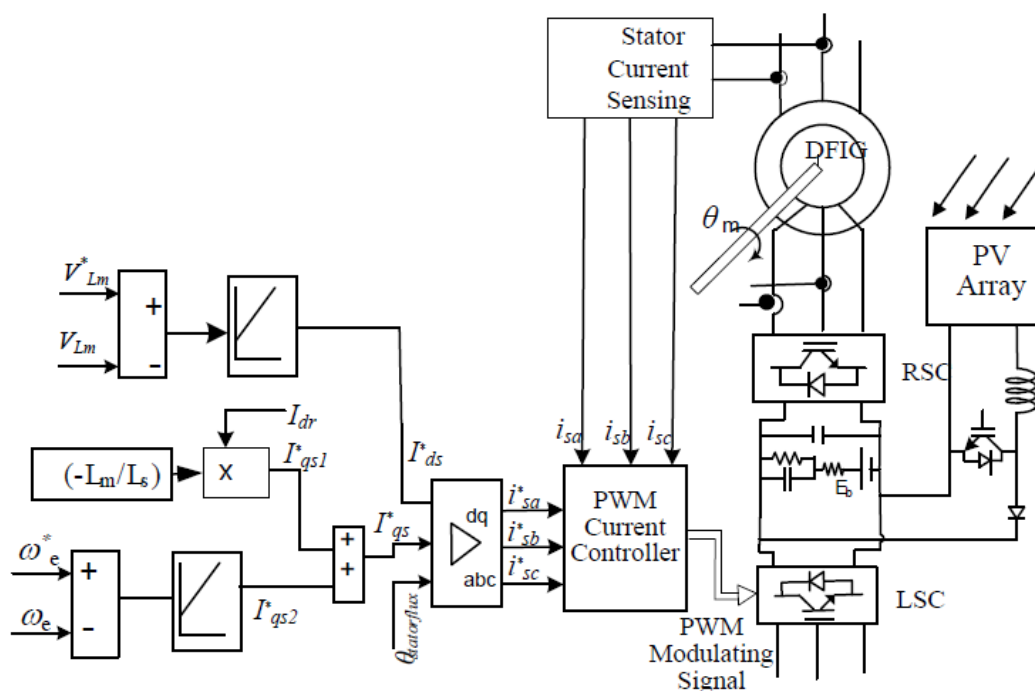 Stator
Current
Sensing
DFIG
θm
PV
Array
V*Lm
+
VLm
-
RSC
Idr
isa
isb
isc
I*qs1
I*ds
(-Lm/Ls)
X
Eb
dq
i*sa
PWM
Current
Controller
I*qs
i*sb
+
+
ω*e
+
abc
i*sc
ωe
-
I*qs2
θstatorflux
LSC
PWM
Modulating
Signal